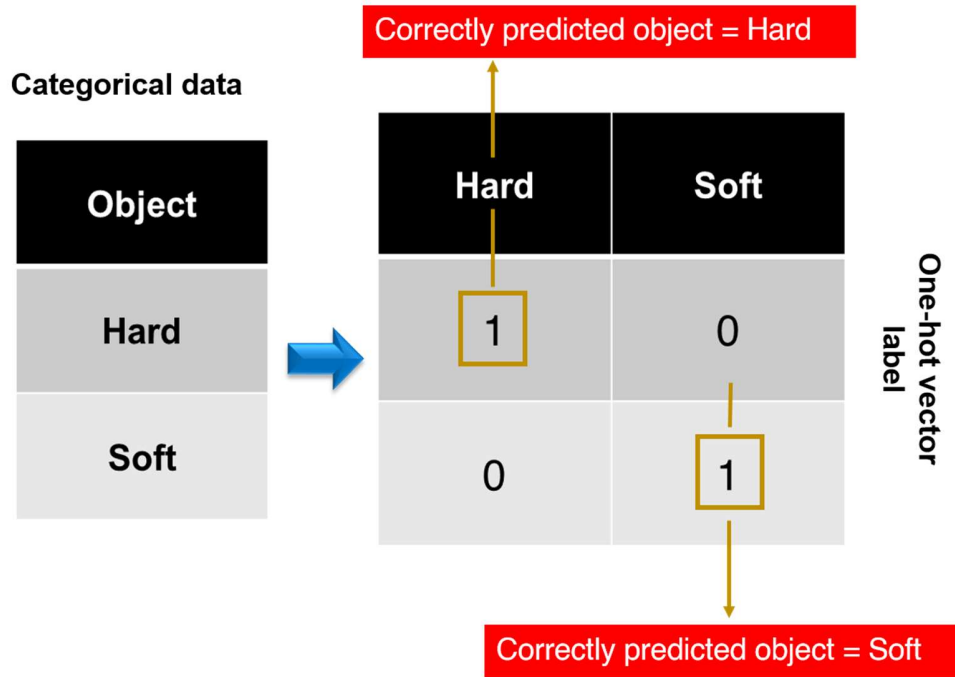 Correctly predicted object = Hard
Categorical data
Object
Hard
Soft
Hard Soft
1 0
0 1
One-hot vector
label
Correctly predicted object = Soft